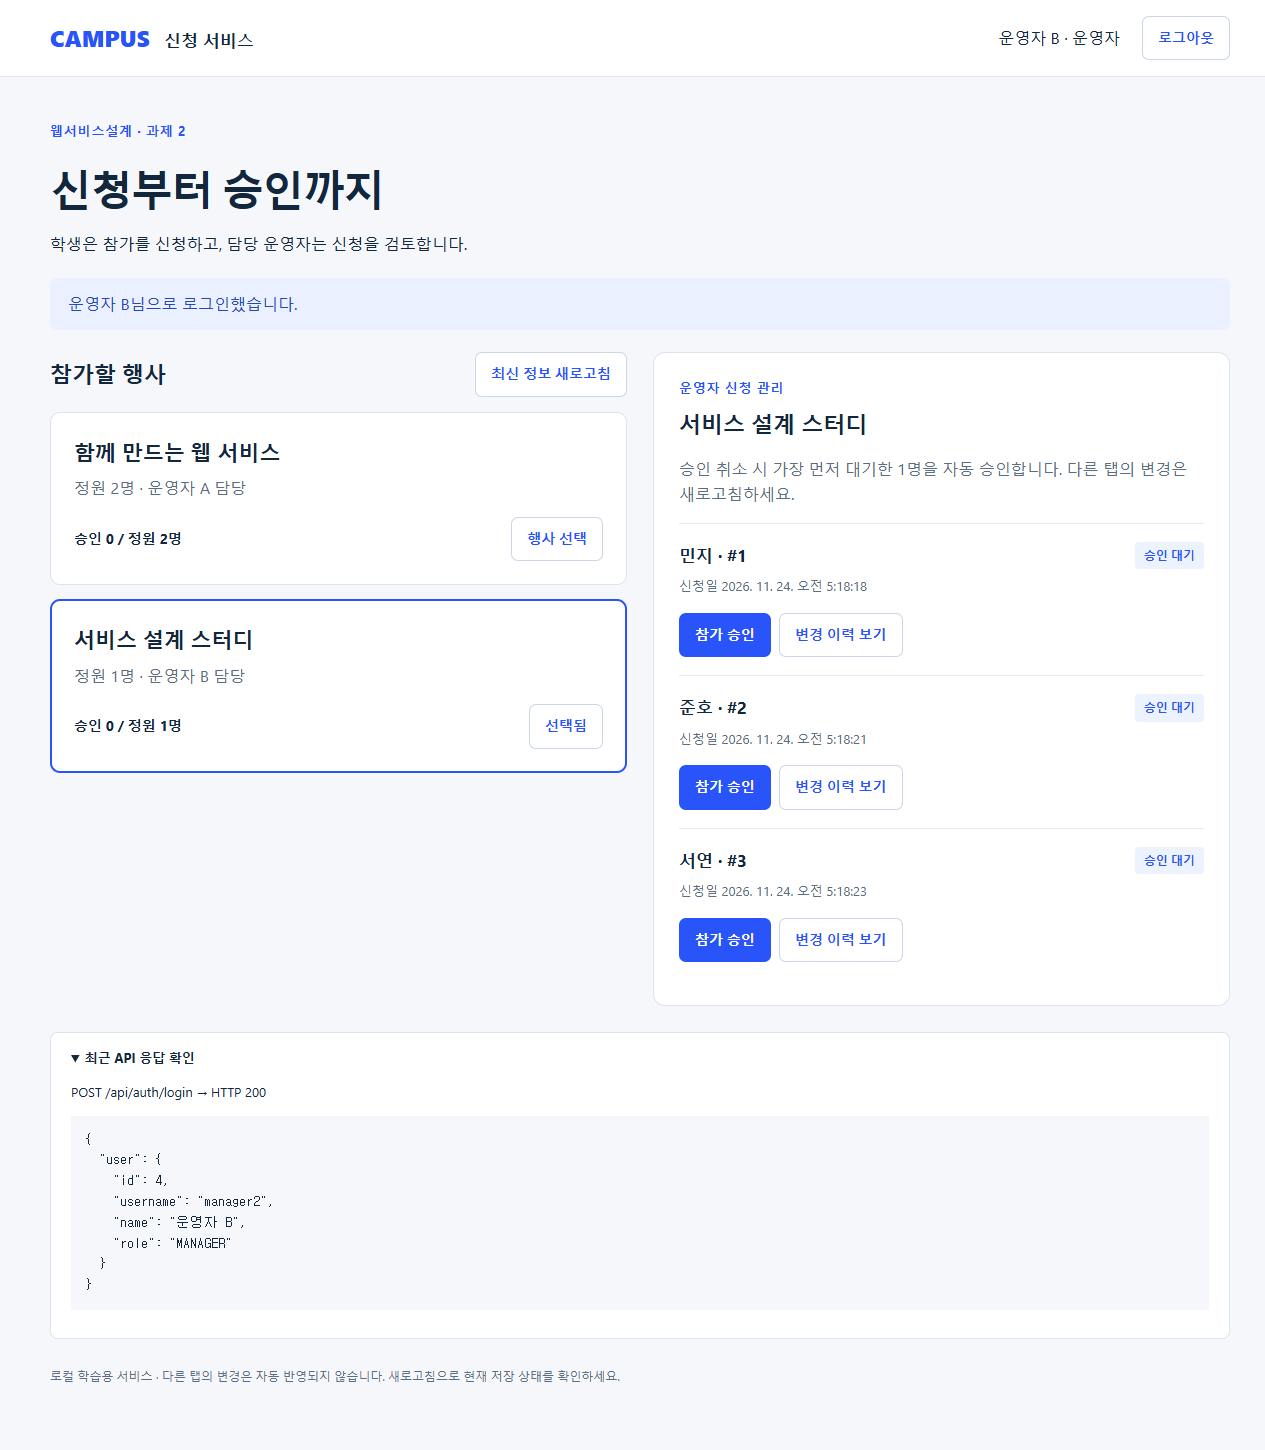 CAMPUS 신청 서비스
운영자 B · 운영자
로그아웃
웹서비스설계 · 과제 2
신청부터 승인까지
학생은 참가를 신청하고, 담당 운영자는 신청을 검토합니다.
운영자 B님으로 로그인했습니다.
참가할 행사
최신 정보 새로고침
함께 만드는 웹 서비스
정원 2명 · 운영자 A 담당
승인 0 / 정원 2명
행사 선택
서비스 설계 스터디
정원 1명 · 운영자 B 담당
승인 0 / 정원 1명
선택됨
운영자 신청 관리
서비스 설계 스터디
승인 취소 시 가장 먼저 대기한 1명을 자동 승인합니다. 다른 탭의 변경은
새로고침하세요.
민지 · #1
승인 대기
신청일 2026. 11. 24. 오전 5:18:18
참가 승인
변경 이력 보기
준호 · #2
승인 대기
신청일 2026. 11. 24. 오전 5:18:21
참가 승인
변경 이력 보기
서연 · #3
승인 대기
신청일 2026. 11. 24. 오전 5:18:23
참가 승인
변경 이력 보기
▼ 최근 API 응답 확인
POST /api/auth/login → HTTP 200
{
  "user": {
    "id": 4,
    "username": "manager2",
    "name": "운영자 B",
    "role": "MANAGER"
  }
}
로컬 학습용 서비스 · 다른 탭의 변경은 자동 반영되지 않습니다. 새로고침으로 현재 저장 상태를 확인하세요.